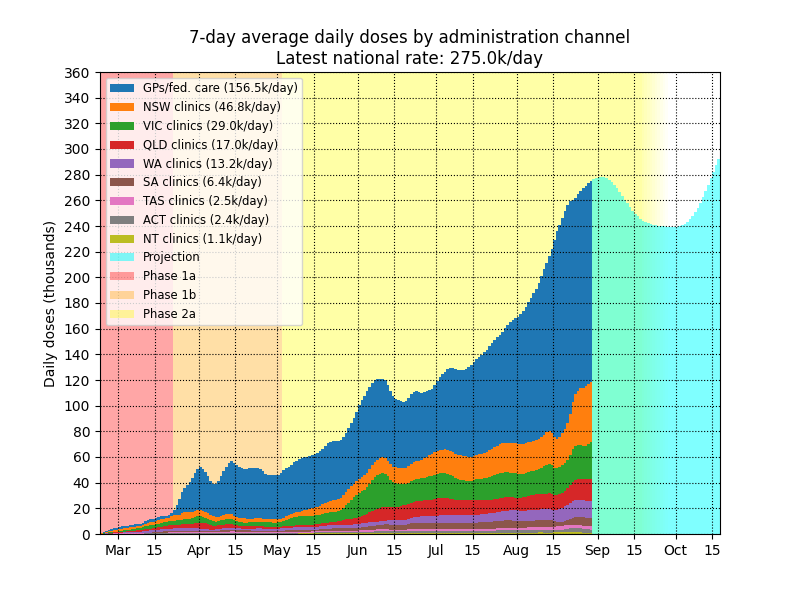 7-day average daily doses by administration channel
Latest national rate: 275.0k/day
Daily doses (thousands)
360
340
320
300
280
260
240
220
200
180
160
140
120
100
80
60
40
20
0
GPs/fed. care (156.5k/day)
NSW clinics (46.8k/day)
VIC clinics (29.0k/day)
QLD clinics (17.0k/day)
WA clinics (13.2k/day)
SA clinics (6.4k/day)
TAS clinics (2.5k/day)
ACT clinics (2.4k/day)
NT clinics (1.1k/day)
Projection
Phase 1a
Phase 1b
Phase 2a
Mar 15 Apr 15 May 15 Jun 15 Jul 15 Aug 15 Sep 15 Oct 15